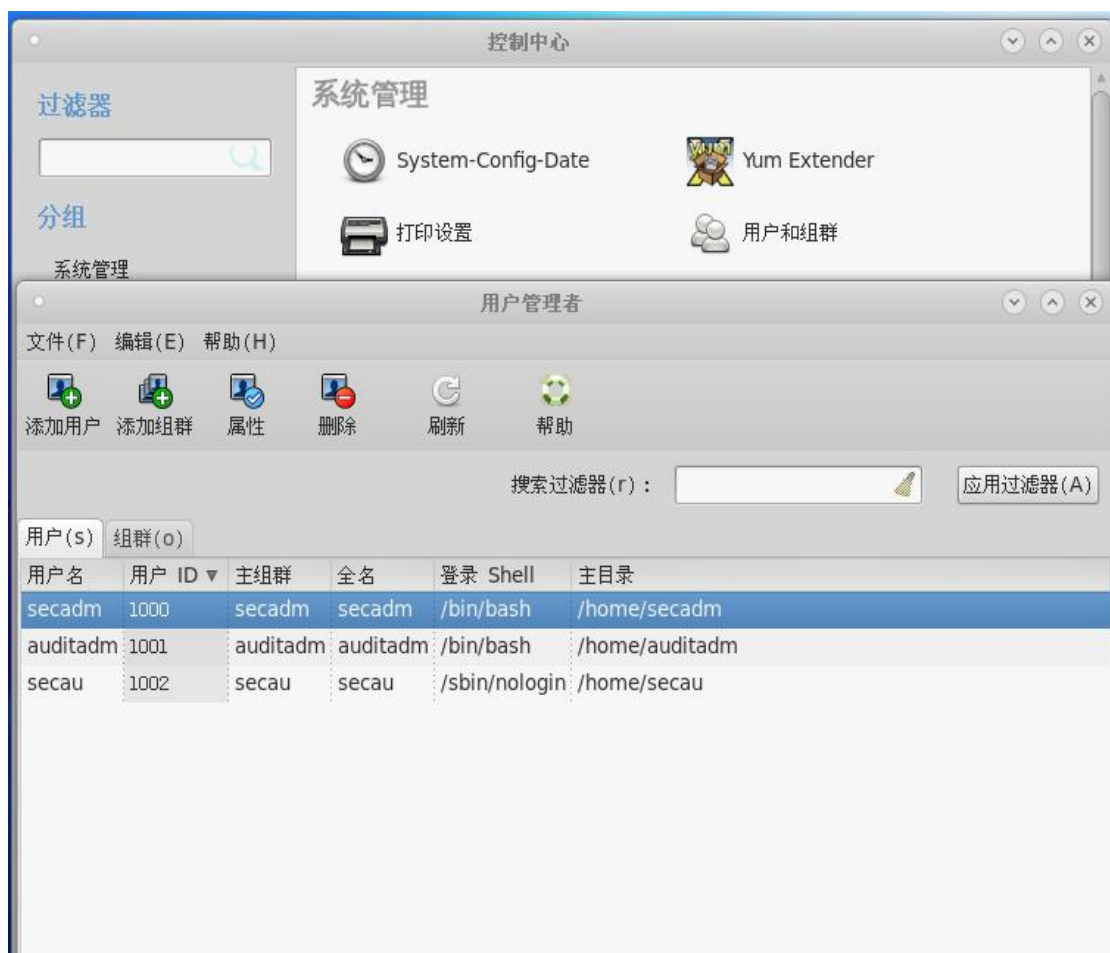 控制中心
过滤器
分组
系统管理
系统管理
System-Config-Date
Yum Extender
打印设置
用户和组群
用户管理者
文件(F) 编辑(E) 帮助(H)
添加用户 添加组群 属性 删除 刷新 帮助
搜索过滤器(r): 应用过滤器(A)
用户(s) 组群(o)
用户名 用户 ID 主组群 全名 登录 Shell 主目录
secadm 1000 secadm secadm /bin/bash /home/secadm
auditadm 1001 auditadm auditadm /bin/bash /home/auditadm
secau 1002 secau secau /sbin/nologin /home/secau